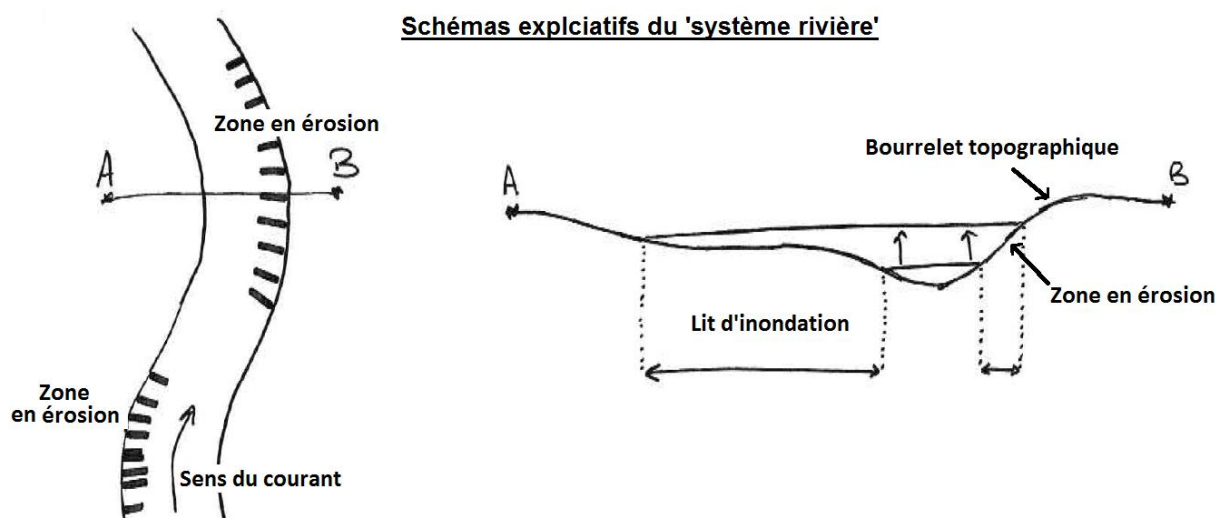 Schémas explciatifs du 'système rivière'
Zone en érosion
A
B
Zone
en érosion
Sens du courant
Bourrelet topographique
A
B
Zone en érosion
Lit d'inondation